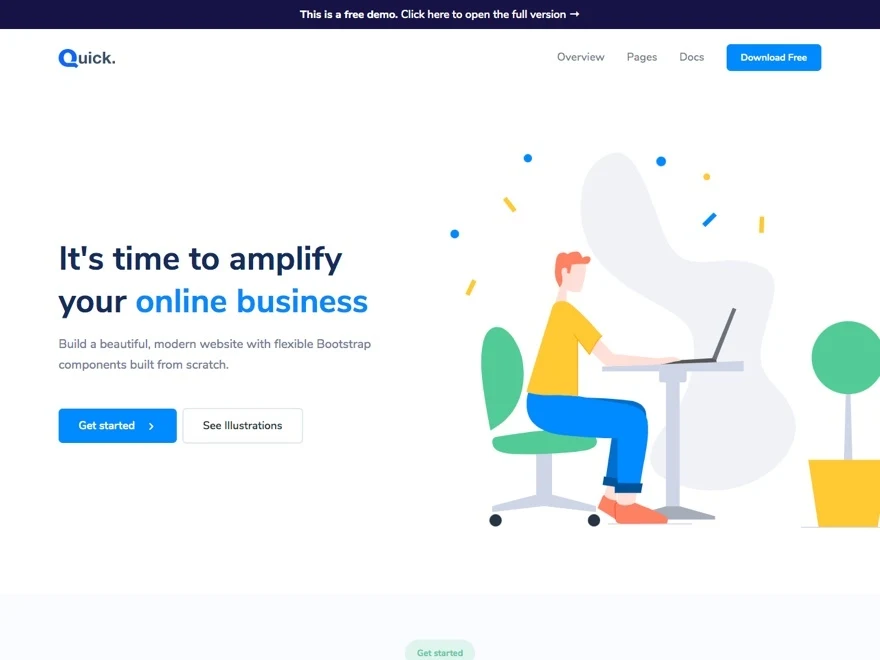 This is a free demo. Click here to open the full version →
Quick.
Overview Pages Docs Download Free
It's time to amplify
your online business
Build a beautiful, modern website with flexible Bootstrap
components built from scratch.
Get started See Illustrations
Get started